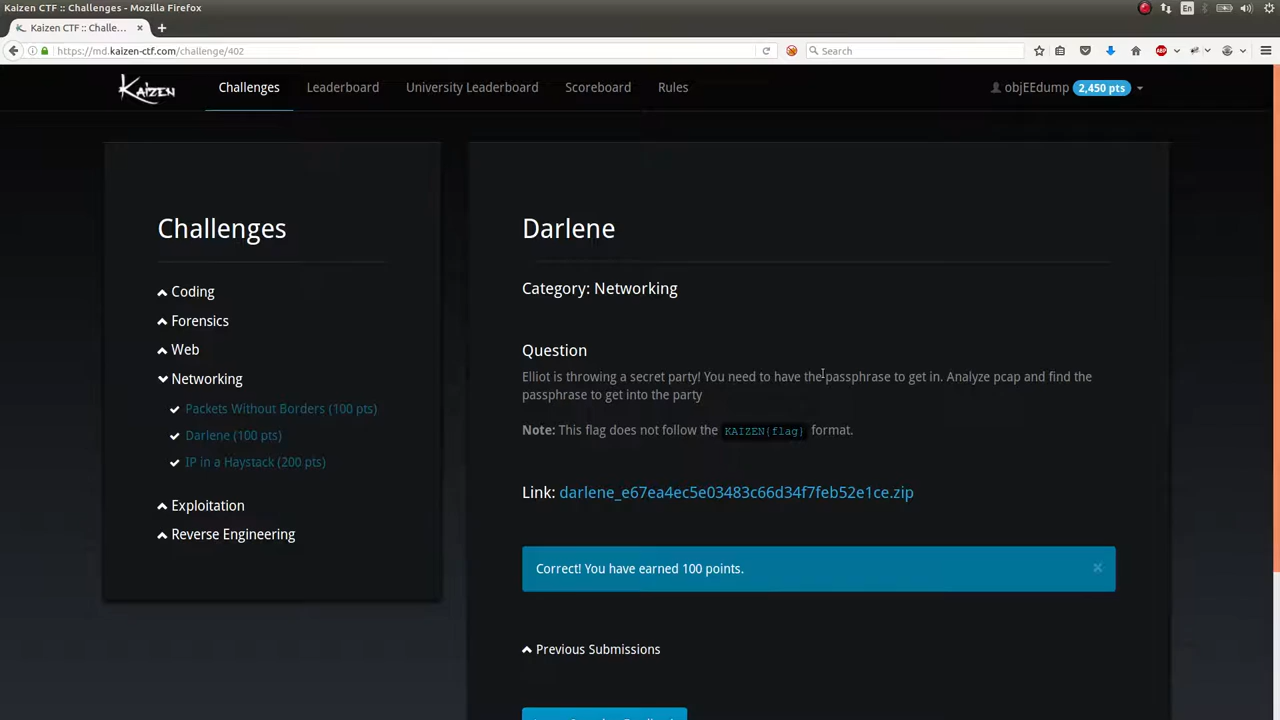 Kaizen CTF :: Challenges - Mozilla Firefox
En
Kaizen CTF :: Challe...
https://md.kaizen-ctf.com/challenge/402
Search
ABP
KAIZEN
Challenges
Leaderboard
University Leaderboard
Scoreboard
Rules
objEEdump 2,450 pts
Challenges
Coding
Forensics
Web
Networking
Packets Without Borders (100 pts)
Darlene (100 pts)
IP in a Haystack (200 pts)
Exploitation
Reverse Engineering
Darlene
Category: Networking
Question
Elliot is throwing a secret party! You need to have the passphrase to get in. Analyze pcap and find the
passphrase to get into the party
Note: This flag does not follow the KAIZEN{flag} format.
Link: darlene_e67ea4ec5e03483c66d34f7feb52e1ce.zip
Correct! You have earned 100 points.
Previous Submissions